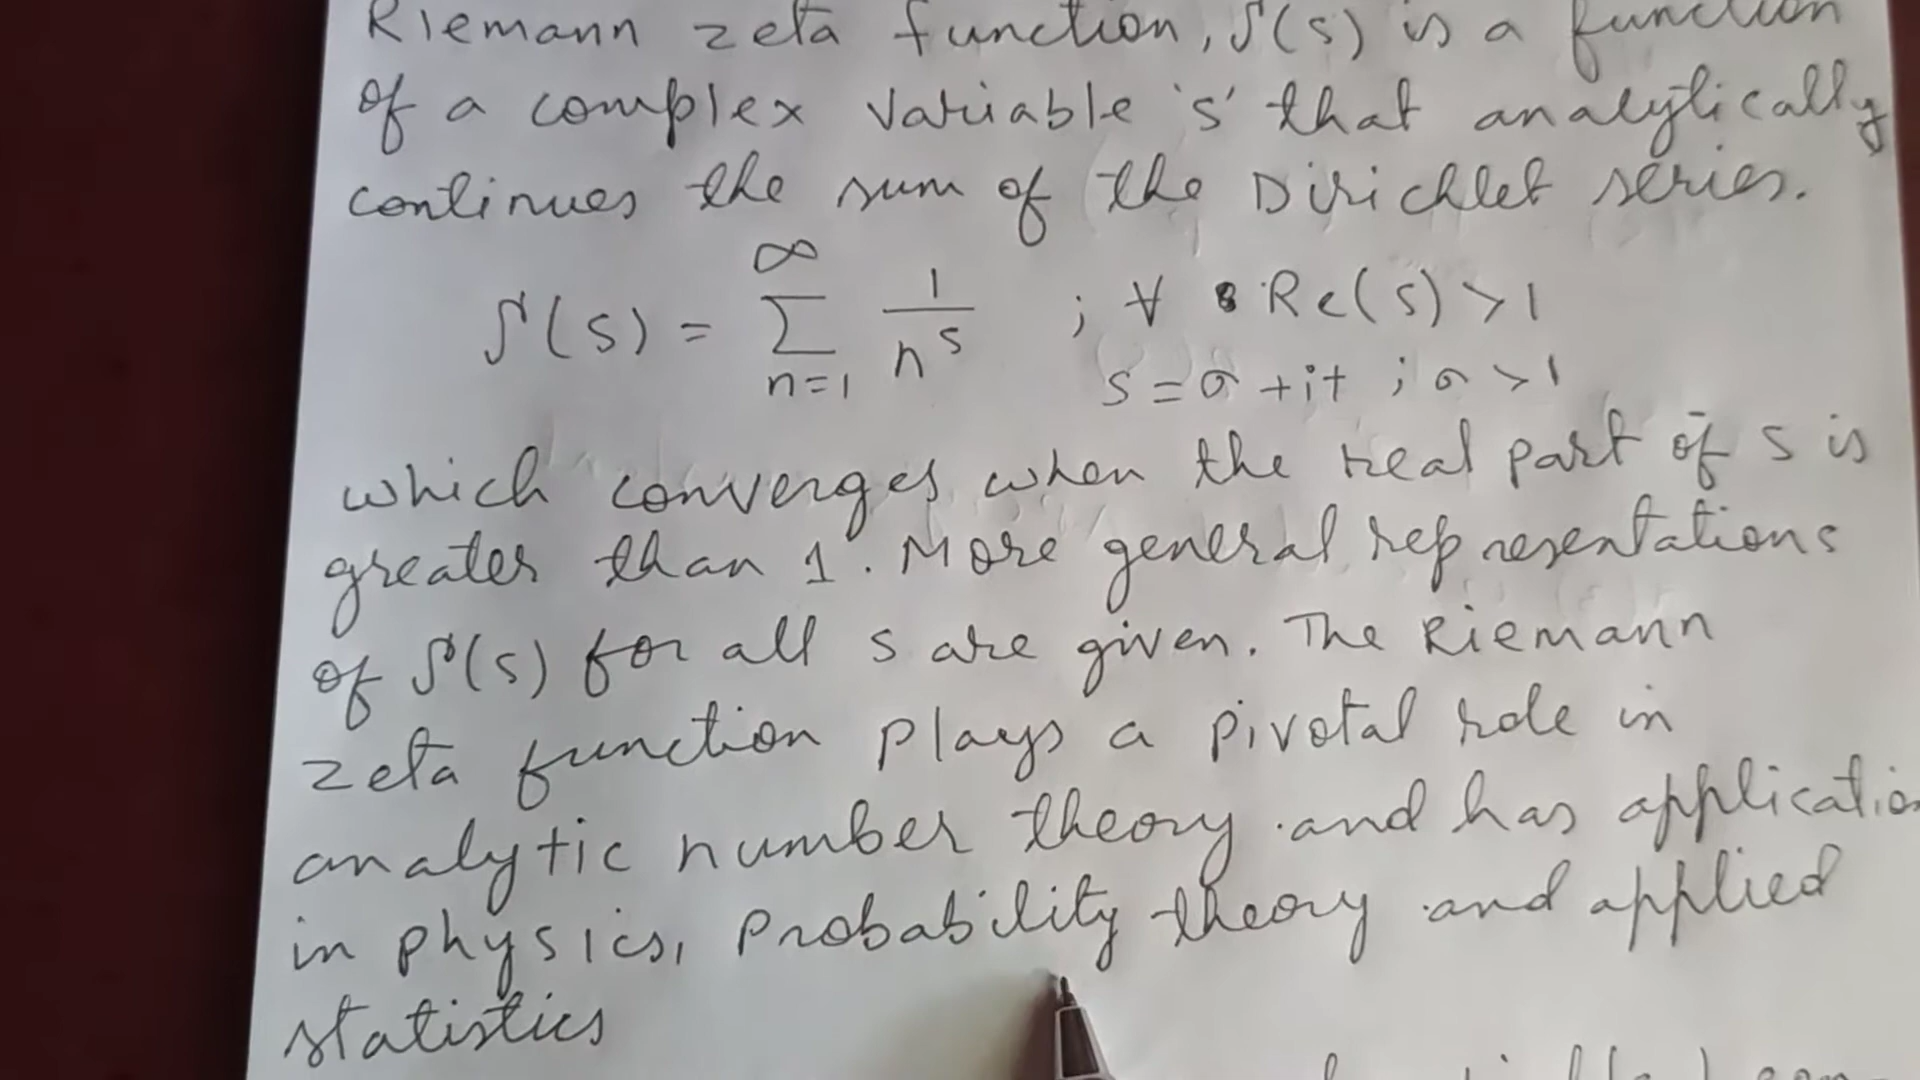 Riemann zeta function, ζ(s) is a function
of a complex variable 's' that analytically
continues the sum of the Dirichlet series.
ζ(s) = ∑_{n=1}^{∞} 1/n^s ; ∀ Re(s) > 1
s = σ + it ; σ > 1
which converges when the real part of s is
greater than 1. More general representations
of ζ(s) for all s are given. The Riemann
zeta function plays a pivotal role in
analytic number theory and has applicatio
in physics, Probability theory and applied
statistics